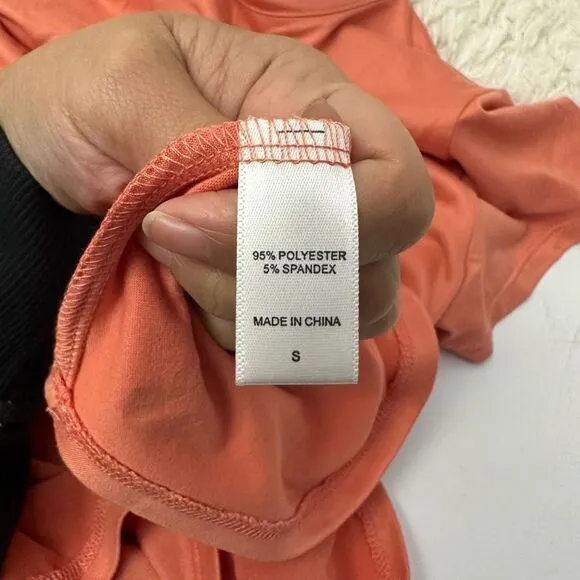 95% POLYESTER
5% SPANDEX
MADE IN CHINA
S